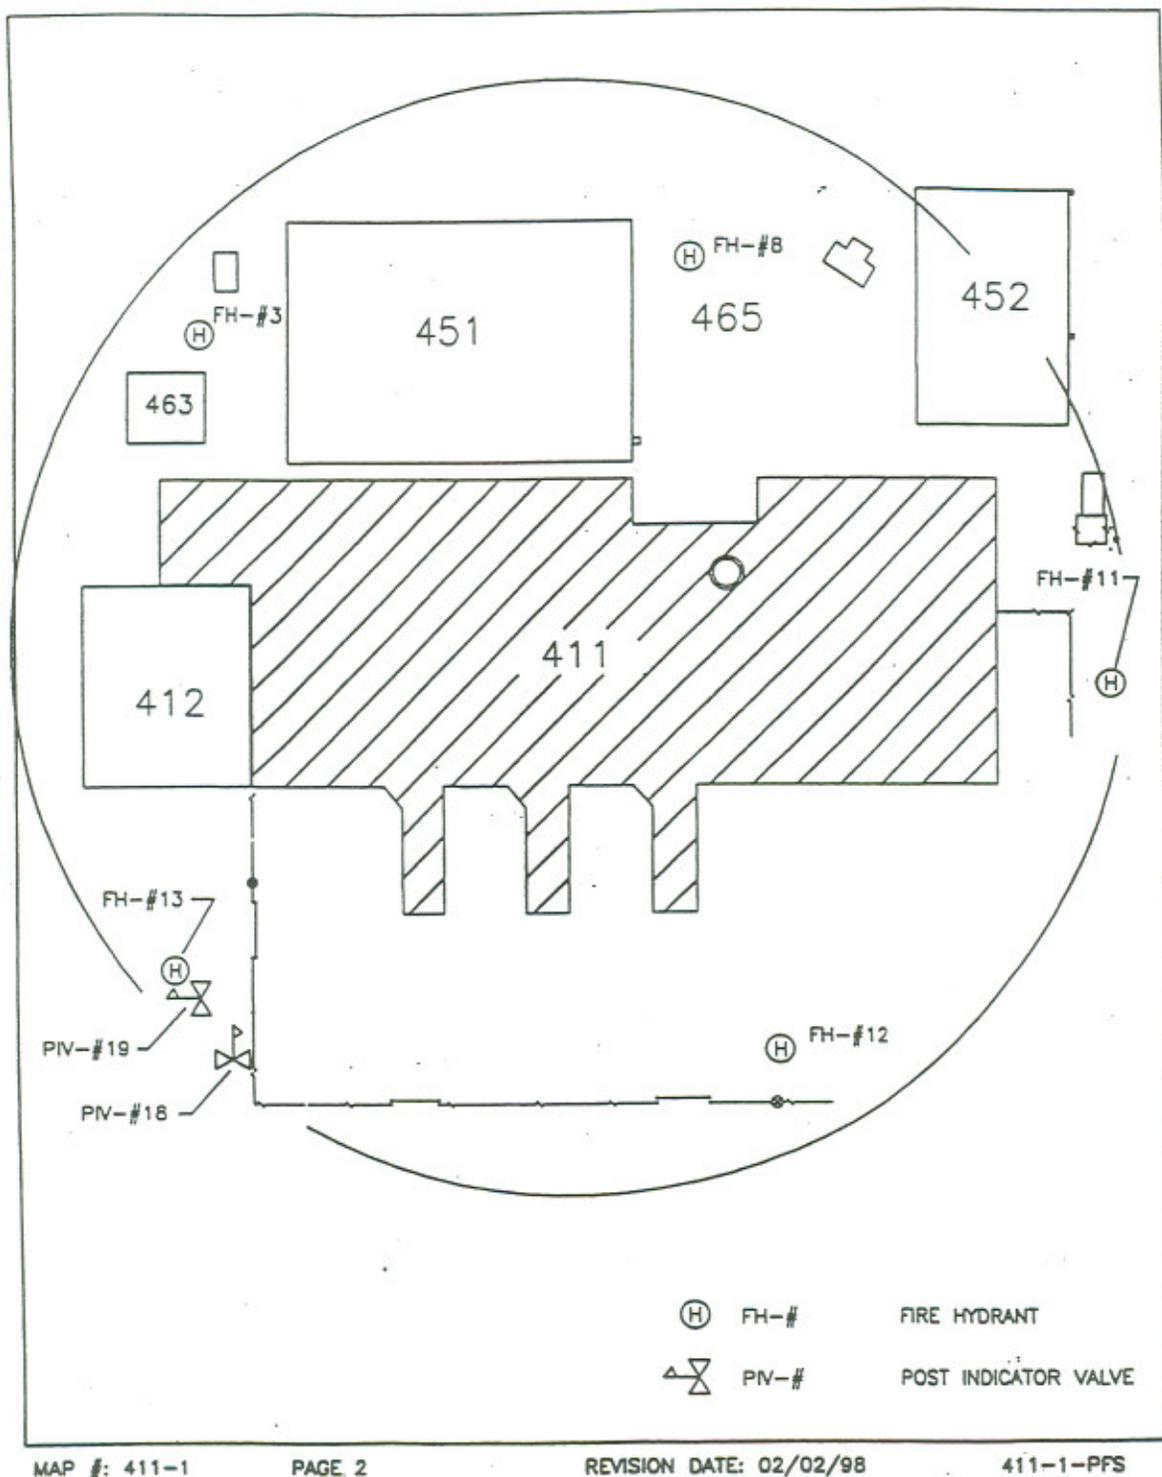 FH-#8
FH-#3
451
465
452
463
FH-#11
411
412
FH-#13
PIV-#19
FH-#12
PIV-#18
H FH-# FIRE HYDRANT
PIV-# POST INDICATOR VALVE
MAP #: 411-1 PAGE 2 REVISION DATE: 02/02/98 411-1-PFS
H
H
H
H
H